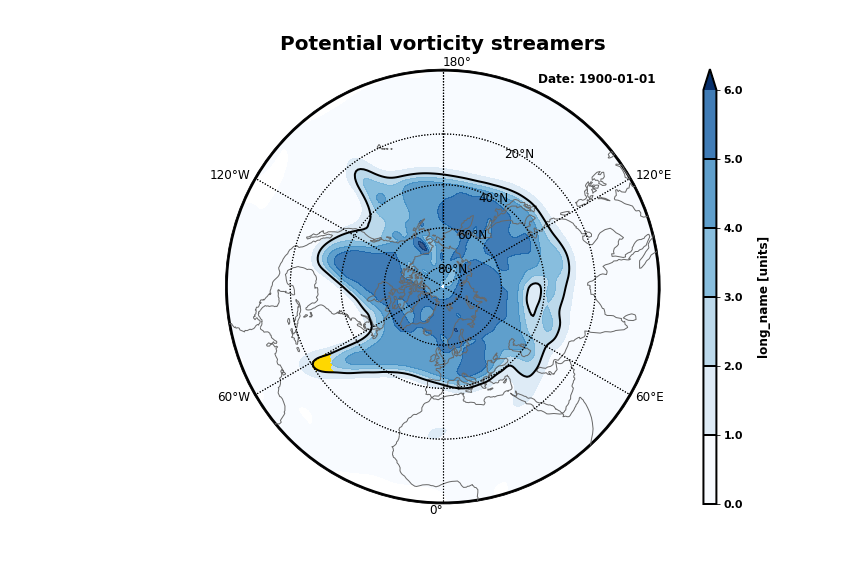 Potential vorticity streamers
180°
Date: 1900-01-01
6.0
20°N
5.0
120°W
120°E
40°N
4.0
60°N
80°N
3.0
long_name [units]
2.0
60°W
60°E
1.0
0.0
0°